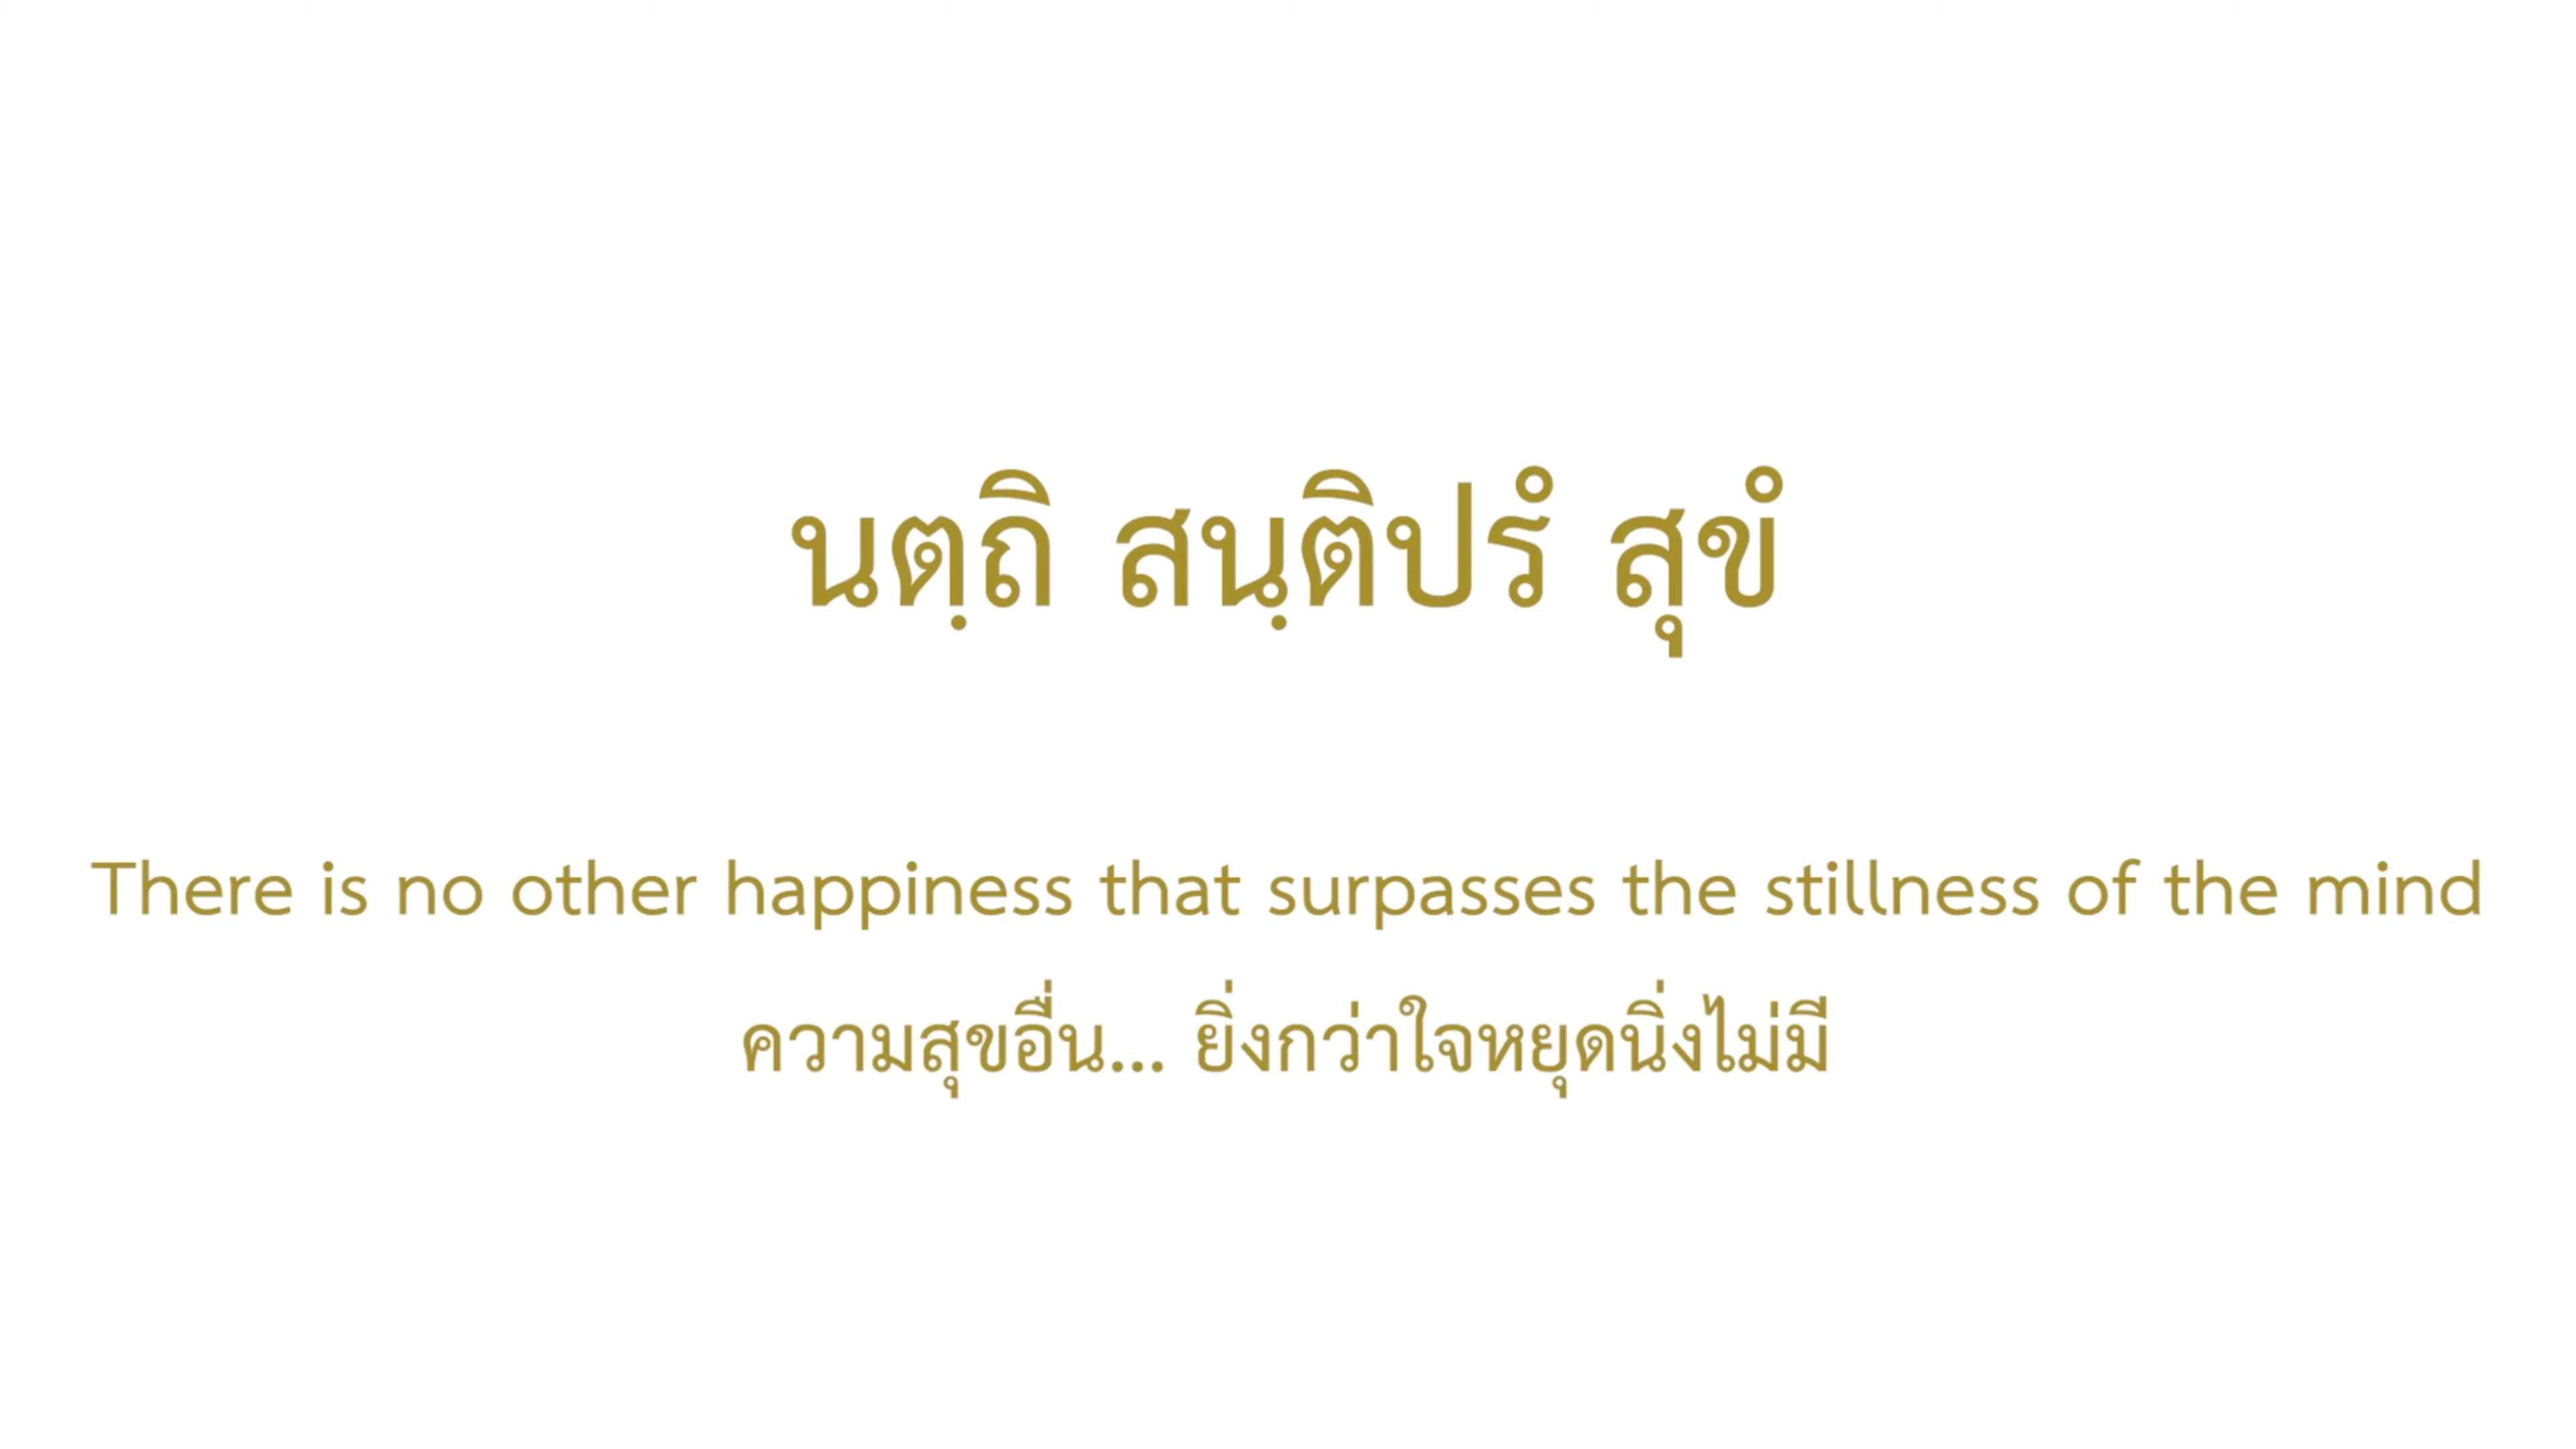 นตฺถิ สนฺติปรํ สุขํ
There is no other happiness that surpasses the stillness of the mind
ความสุขอื่น... ยิ่งกว่าใจหยุดนิ่งไม่มี